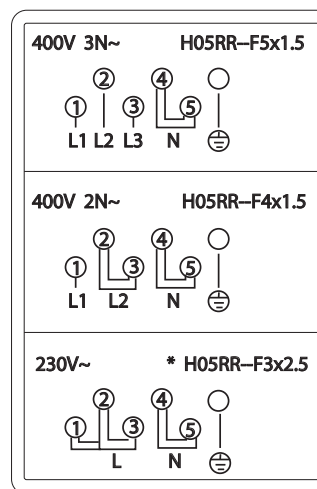 400V 3N~ H05RR--F5x1.5
2 4
1 3 5
L1 L2 L3 N
400V 2N~ H05RR--F4x1.5
2 4
1 3 5
L1 L2 N
230V~ * H05RR--F3x2.5
2 4
1 3 5
L N